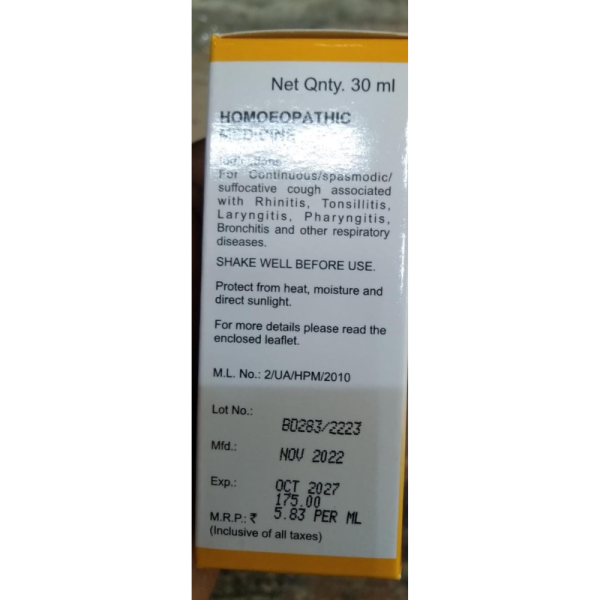 Net Qnty. 30 ml
HOMOEOPATHIC
MEDICINE
For Continuous/spasmodic/
suffocative cough associated
with Rhinitis, Tonsillitis,
Laryngitis, Pharyngitis,
Bronchitis and other respiratory
diseases.
SHAKE WELL BEFORE USE.
Protect from heat, moisture and
direct sunlight.
For more details please read the
enclosed leaflet.
M.L. No.: 2/UA/HPM/2010
Lot No.: BD283/2223
Mfd.: NOV 2022
Exp.: OCT 2027
175.00
M.R.P.: ₹ 5.83 PER ML
(Inclusive of all taxes)